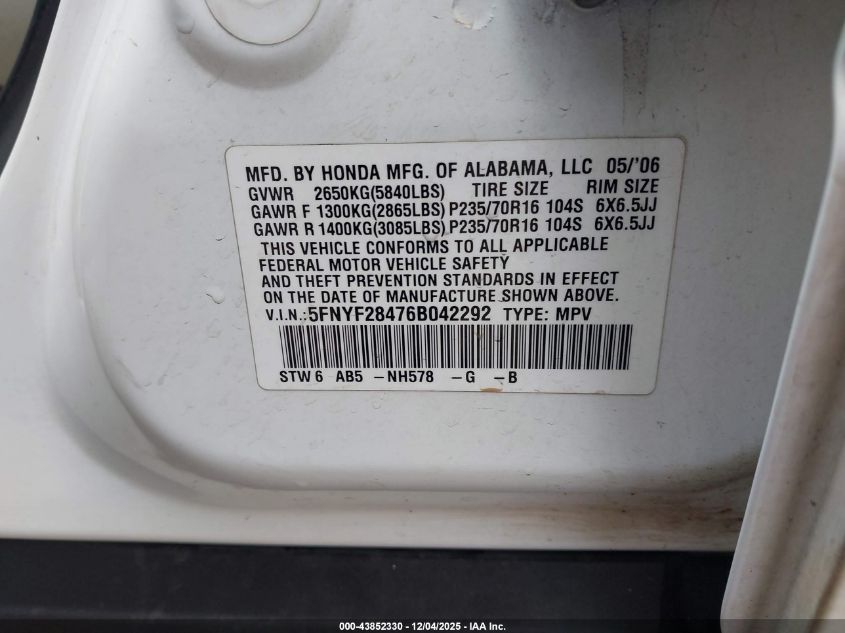 MFD. BY HONDA MFG. OF ALABAMA, LLC 05/'06
GVWR 2650KG(5840LBS) TIRE SIZE RIM SIZE
GAWR F 1300KG(2865LBS) P235/70R16 104S 6X6.5JJ
GAWR R 1400KG(3085LBS) P235/70R16 104S 6X6.5JJ
THIS VEHICLE CONFORMS TO ALL APPLICABLE
FEDERAL MOTOR VEHICLE SAFETY
AND THEFT PREVENTION STANDARDS IN EFFECT
ON THE DATE OF MANUFACTURE SHOWN ABOVE.
V.I.N.: 5FNYF28476B042292 TYPE: MPV
STW6 AB5 -NH578 -G -B
000-43852330 - 12/04/2025 - IAA Inc.